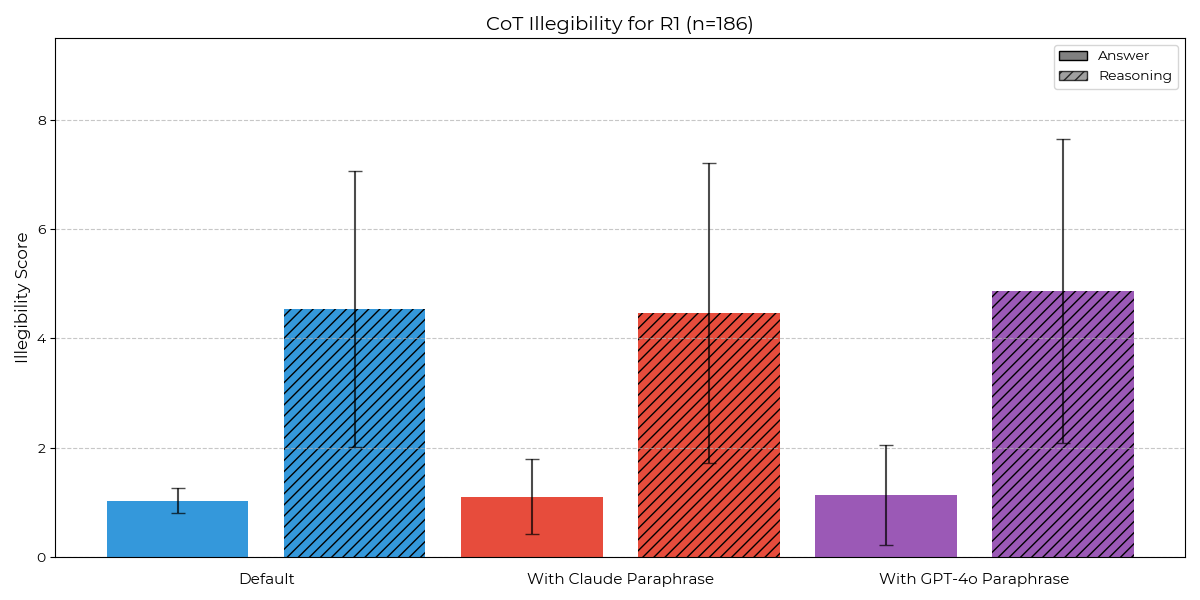 CoT Illegibility for R1 (n=186)
Answer
Reasoning
Illegibility Score
8
6
4
2
0
Default
With Claude Paraphrase
With GPT-4o Paraphrase